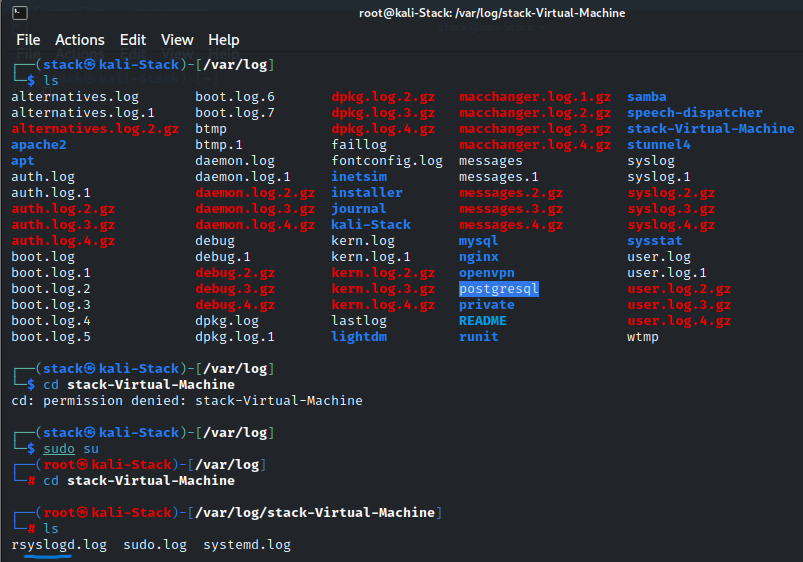 root@kali-Stack: /var/log/stack-Virtual-Machine
File Actions Edit View Help
┌──(stack㉿kali-Stack)-[/var/log]
└─$ ls
alternatives.log boot.log.6 dpkg.log.2.gz macchanger.log.1.gz samba
alternatives.log.1 boot.log.7 dpkg.log.3.gz macchanger.log.2.gz speech-dispatcher
alternatives.log.2.gz btmp dpkg.log.4.gz macchanger.log.3.gz stack-Virtual-Machine
apache2 btmp.1 faillog macchanger.log.4.gz stunnel4
apt daemon.log fontconfig.log messages syslog
auth.log daemon.log.1 inetsim messages.1 syslog.1
auth.log.1 daemon.log.2.gz installer messages.2.gz syslog.2.gz
auth.log.2.gz daemon.log.3.gz journal messages.3.gz syslog.3.gz
auth.log.3.gz daemon.log.4.gz kali-Stack messages.4.gz syslog.4.gz
auth.log.4.gz debug kern.log mysql sysstat
boot.log debug.1 kern.log.1 nginx user.log
boot.log.1 debug.2.gz kern.log.2.gz openvpn user.log.1
boot.log.2 debug.3.gz kern.log.3.gz postgresql user.log.2.gz
boot.log.3 debug.4.gz kern.log.4.gz private user.log.3.gz
boot.log.4 dpkg.log lastlog README user.log.4.gz
boot.log.5 dpkg.log.1 lightdm runit wtmp
┌──(stack㉿kali-Stack)-[/var/log]
└─$ cd stack-Virtual-Machine
cd: permission denied: stack-Virtual-Machine
┌──(stack㉿kali-Stack)-[/var/log]
└─$ sudo su
┌──(root㉿kali-Stack)-[/var/log]
└─# cd stack-Virtual-Machine
┌──(root㉿kali-Stack)-[/var/log/stack-Virtual-Machine]
└─# ls
rsyslogd.log sudo.log systemd.log